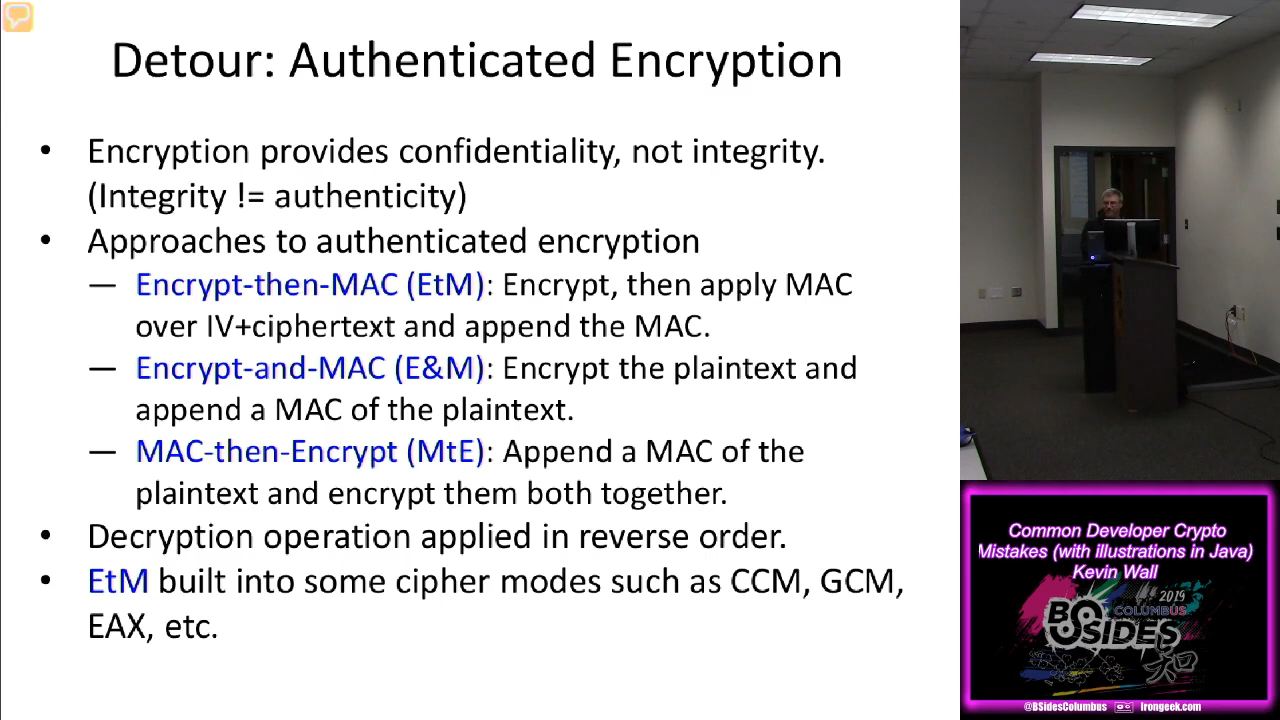 Detour: Authenticated Encryption
• Encryption provides confidentiality, not integrity.
(Integrity != authenticity)
• Approaches to authenticated encryption
— Encrypt-then-MAC (EtM): Encrypt, then apply MAC
over IV+ciphertext and append the MAC.
— Encrypt-and-MAC (E&M): Encrypt the plaintext and
append a MAC of the plaintext.
— MAC-then-Encrypt (MtE): Append a MAC of the
plaintext and encrypt them both together.
• Decryption operation applied in reverse order.
• EtM built into some cipher modes such as CCM, GCM,
EAX, etc.
Common Developer Crypto
Mistakes (with illustrations in Java)
Kevin Wall
2019
COLUMBUS
BSIDES
知
@BSidesColumbus
Irongeek.com